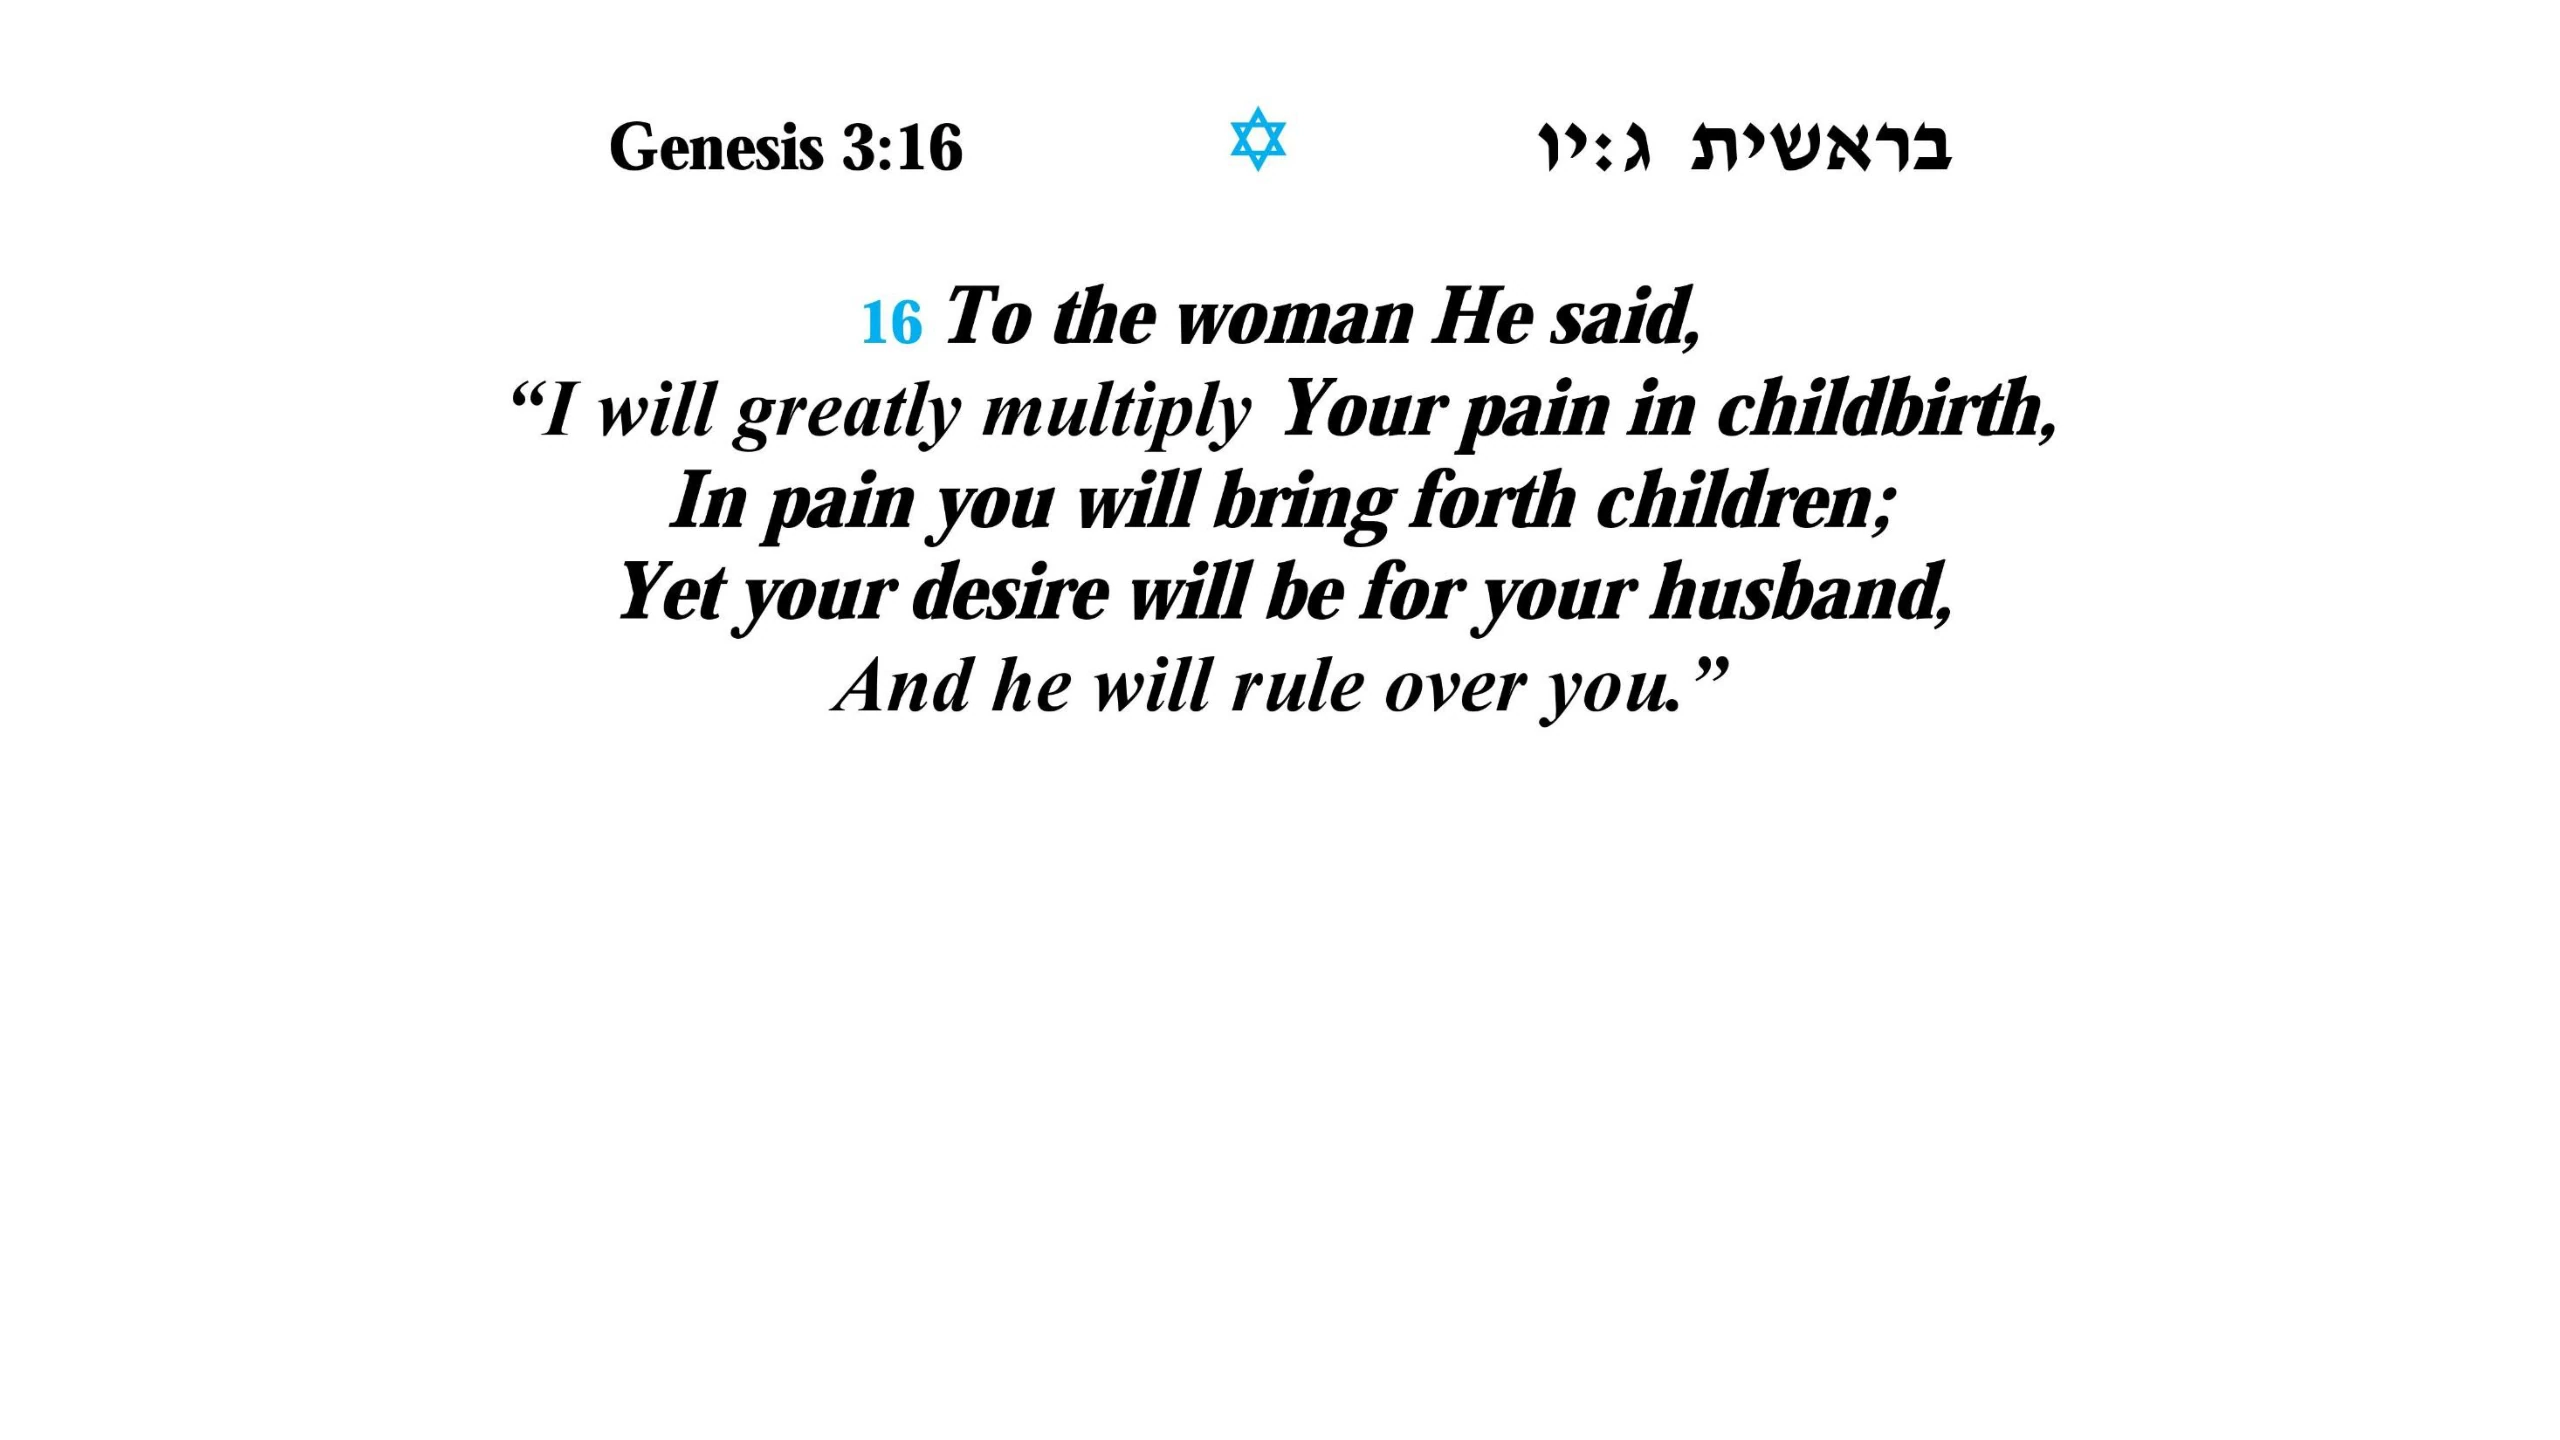 Genesis 3:16 ✡ בראשית ג:יו
16 To the woman He said,
“I will greatly multiply Your pain in childbirth,
In pain you will bring forth children;
Yet your desire will be for your husband,
And he will rule over you.”